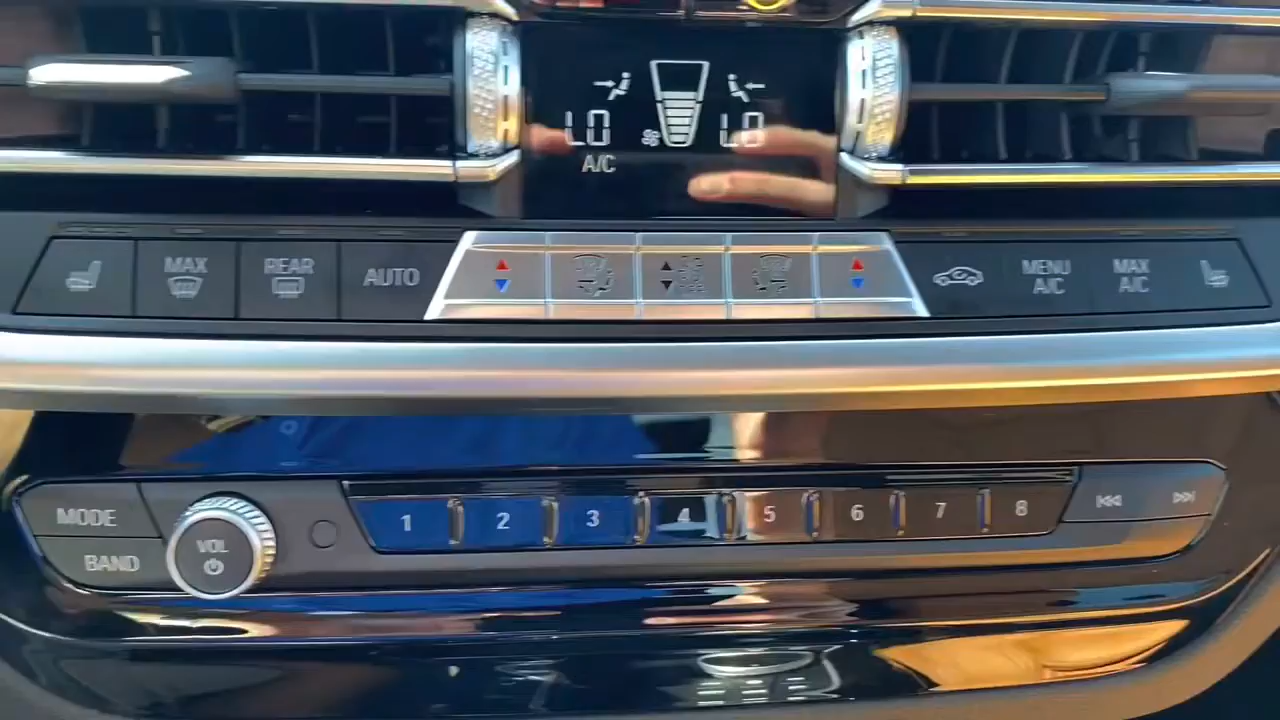 LO LO
A/C
MAX
REAR
AUTO
MENU
A/C
MAX
A/C
MODE
BAND
VOL
1 2 3 4 5 6 7 8